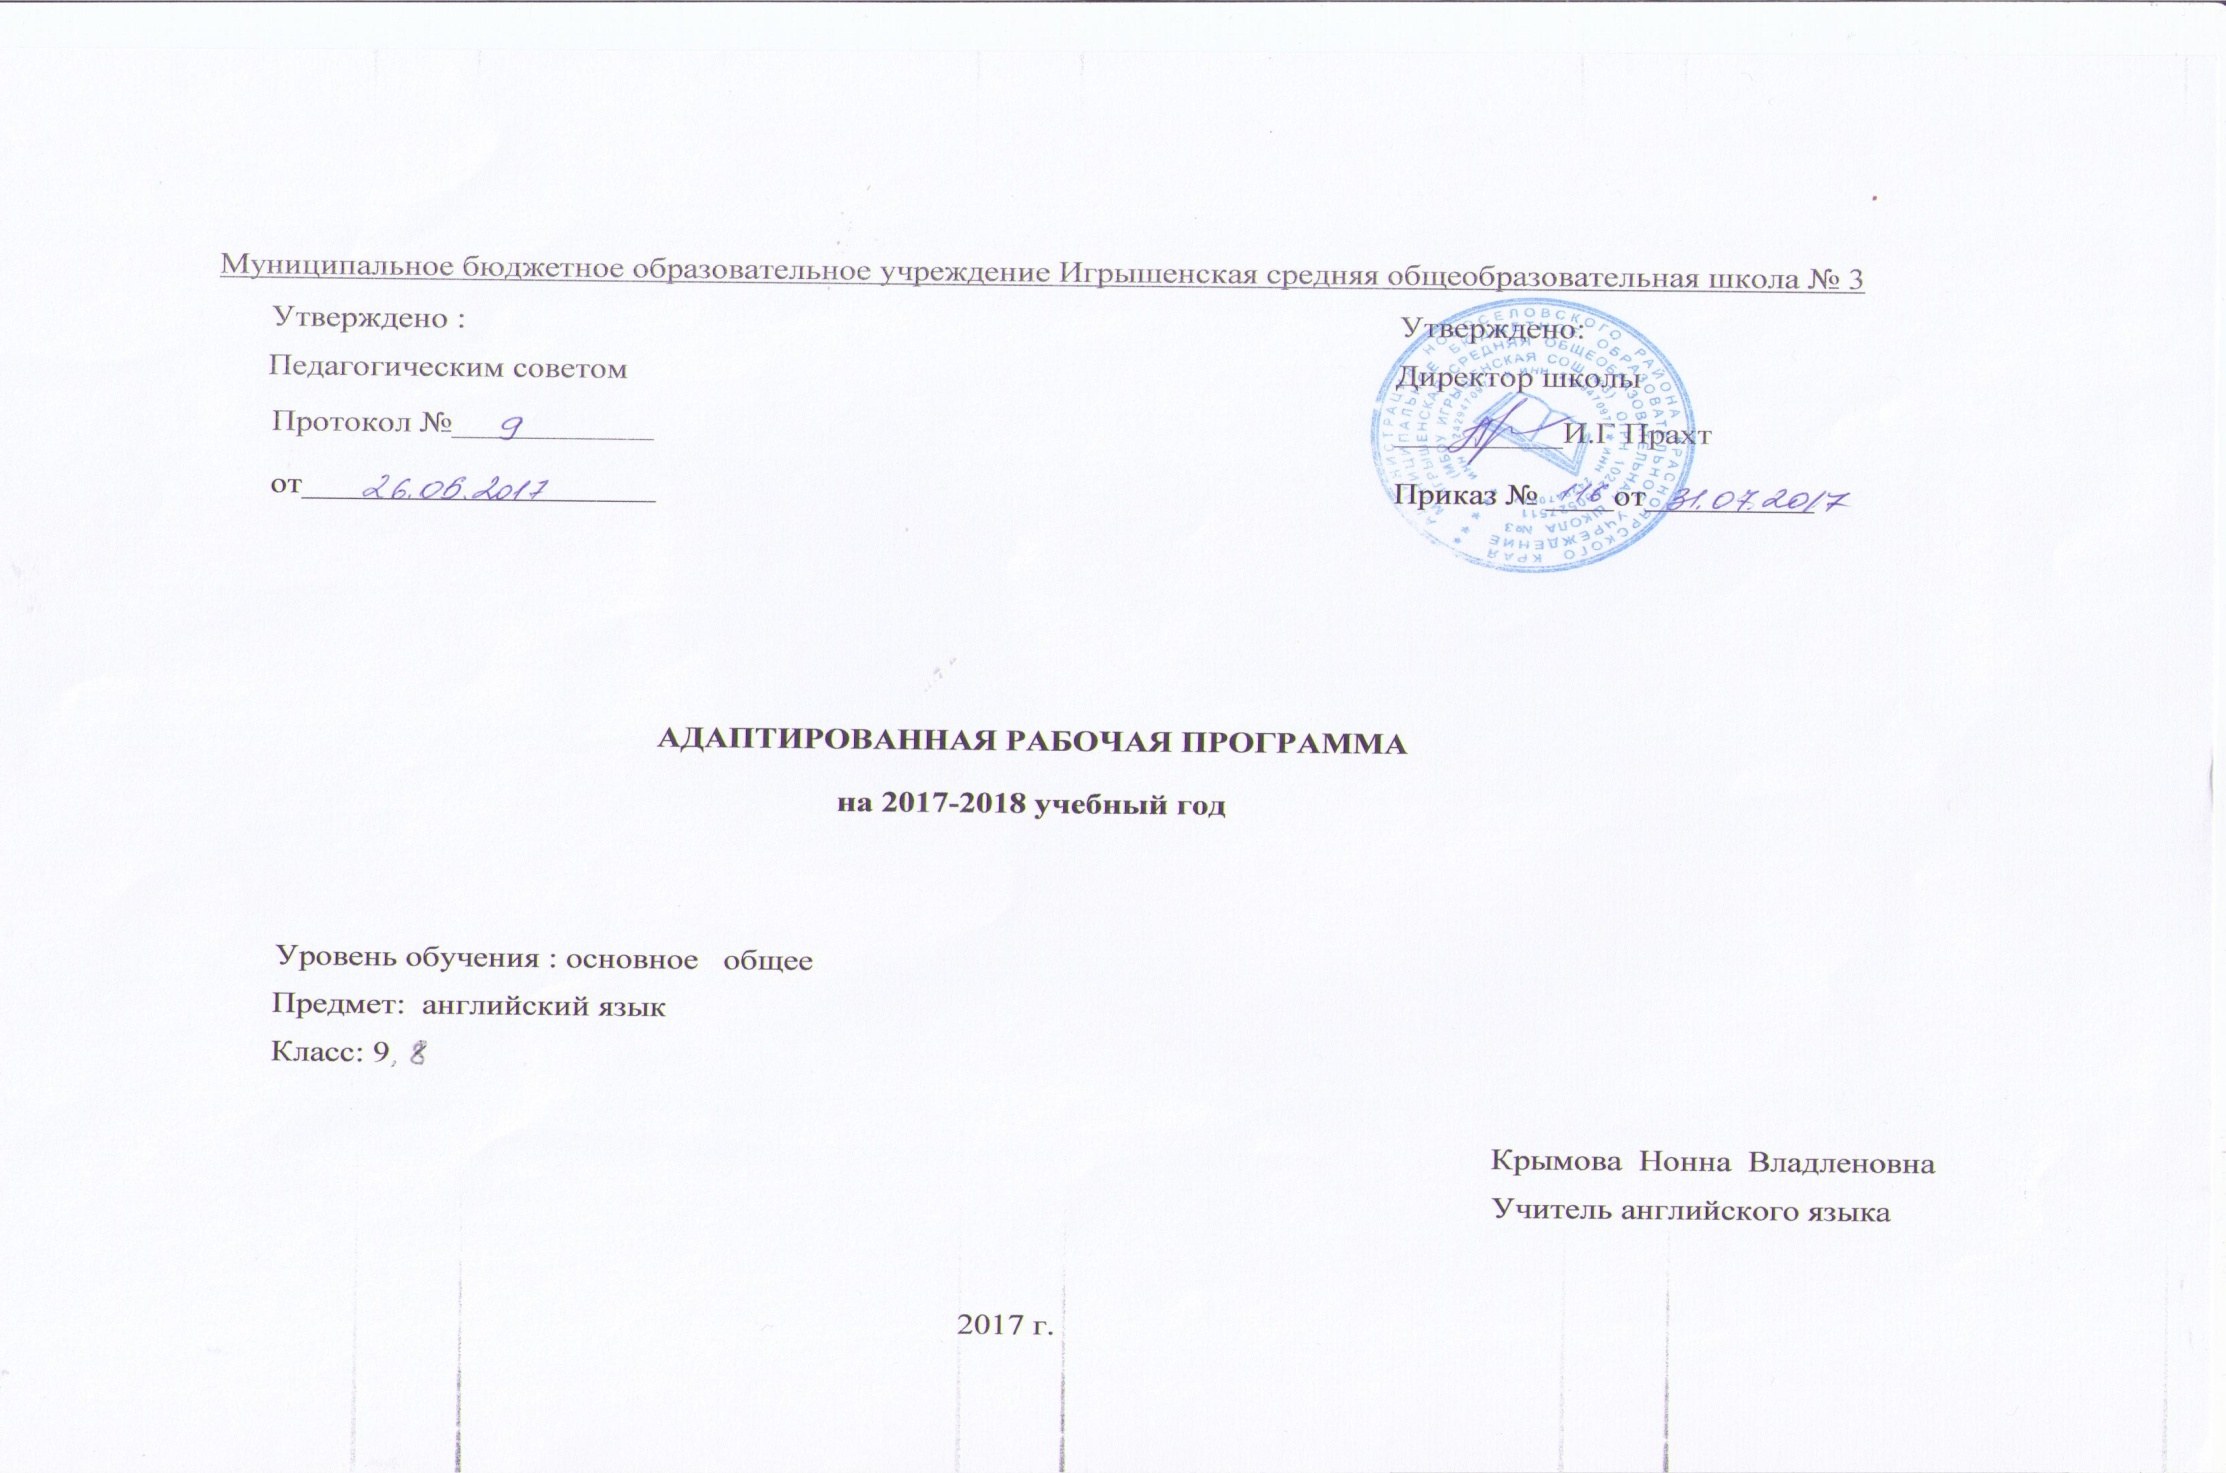 Муниципальное бюджетное образовательное учреждение Игрышенская средняя общеобразовательная школа № 3
Утверждено :
Педагогическим советом
Протокол № 9
от 26.06.2017
Утверждено:
Директор школы
И.Г Прахт
Приказ № 116 от 31.07.2017
АДАПТИРОВАННАЯ РАБОЧАЯ ПРОГРАММА
на 2017-2018 учебный год
Уровень обучения : основное общее
Предмет: английский язык
Класс: 9, 8
Крымова Нонна Владленовна
Учитель английского языка
2017 г.